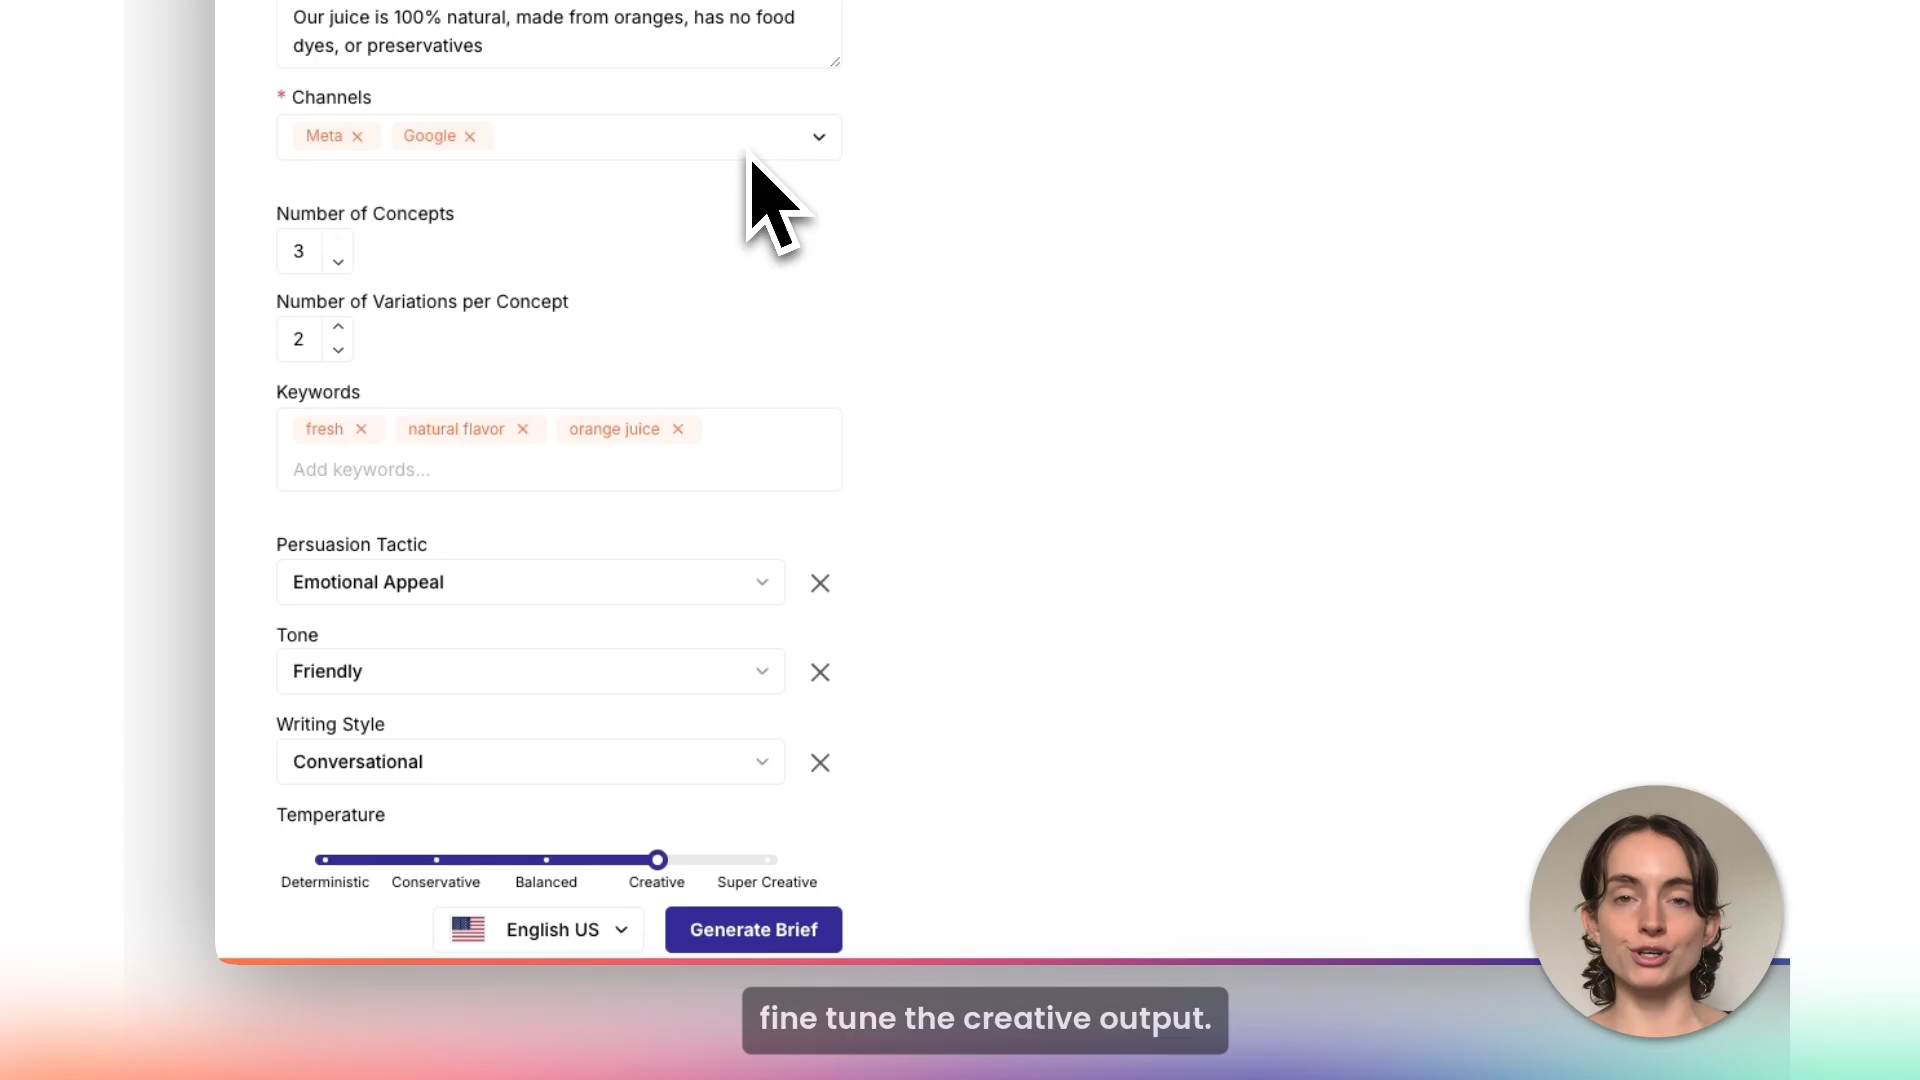 Our juice is 100% natural, made from oranges, has no food
dyes, or preservatives
* Channels
Meta Google
Number of Concepts
3
Number of Variations per Concept
2
Keywords
fresh natural flavor orange juice
Add keywords...
Persuasion Tactic
Emotional Appeal
Tone
Friendly
Writing Style
Conversational
Temperature
Deterministic Conservative Balanced Creative Super Creative
English US Generate Brief
fine tune the creative output.